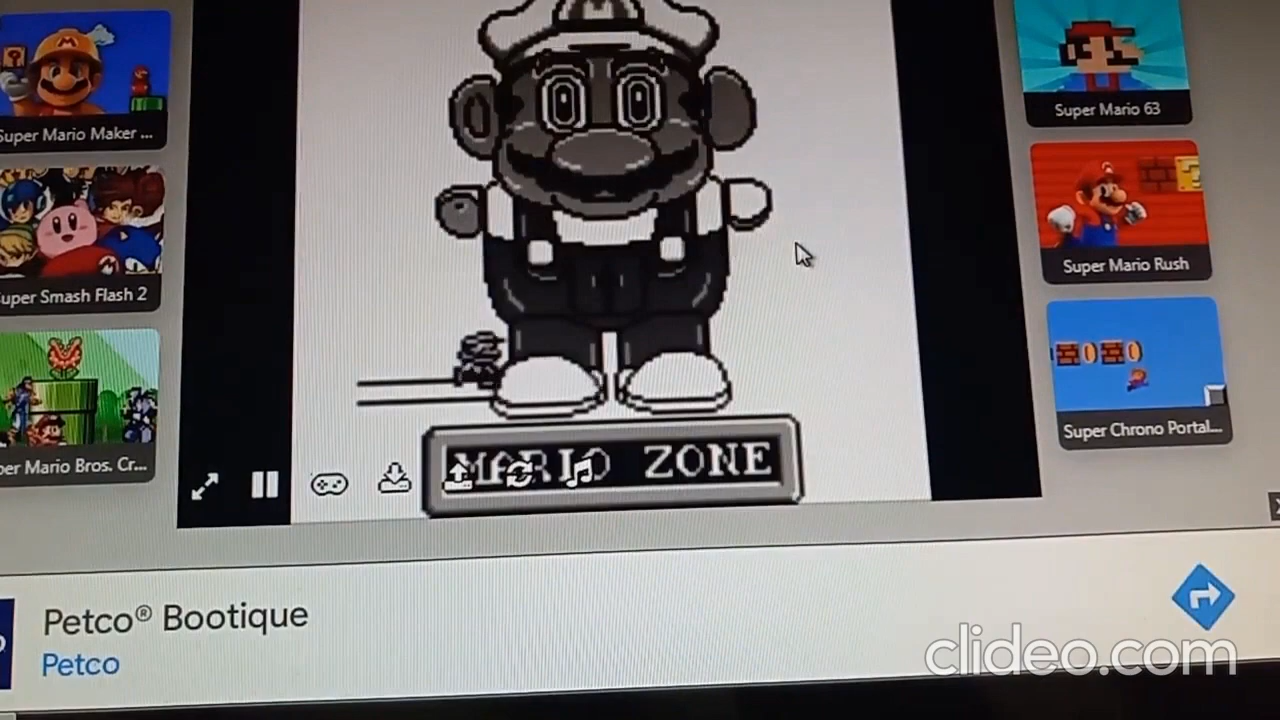 Super Mario Maker ...
Super Smash Flash 2
per Mario Bros. Cr...
M
MARIO ZONE
Super Mario 63
Super Mario Rush
Super Chrono Portal...
Petco® Bootique
Petco
clideo.com